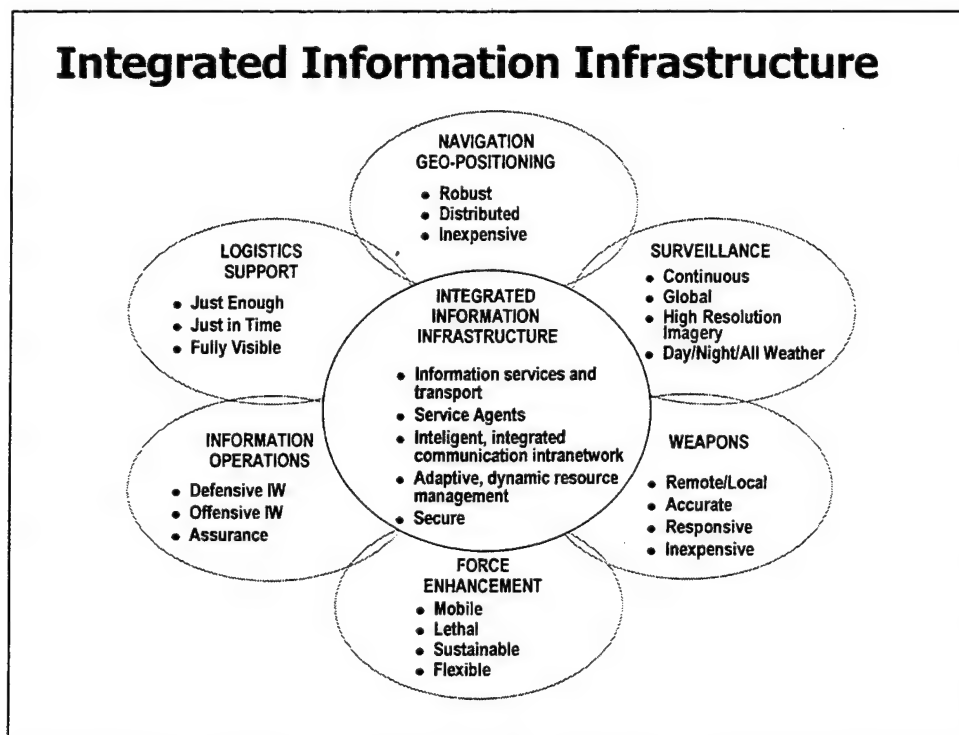 Integrated Information Infrastructure
NAVIGATION
GEO-POSITIONING
• Robust
• Distributed
• Inexpensive
LOGISTICS
SUPPORT
• Just Enough
• Just in Time
• Fully Visible
SURVEILLANCE
• Continuous
• Global
• High Resolution
Imagery
• Day/Night/All Weather
INTEGRATED
INFORMATION
INFRASTRUCTURE
• Information services and
transport
• Service Agents
• Inteligent, integrated
communication intranetwork
• Adaptive, dynamic resource
management
• Secure
INFORMATION
OPERATIONS
• Defensive IW
• Offensive IW
• Assurance
WEAPONS
• Remote/Local
• Accurate
• Responsive
• Inexpensive
FORCE
ENHANCEMENT
• Mobile
• Lethal
• Sustainable
• Flexible